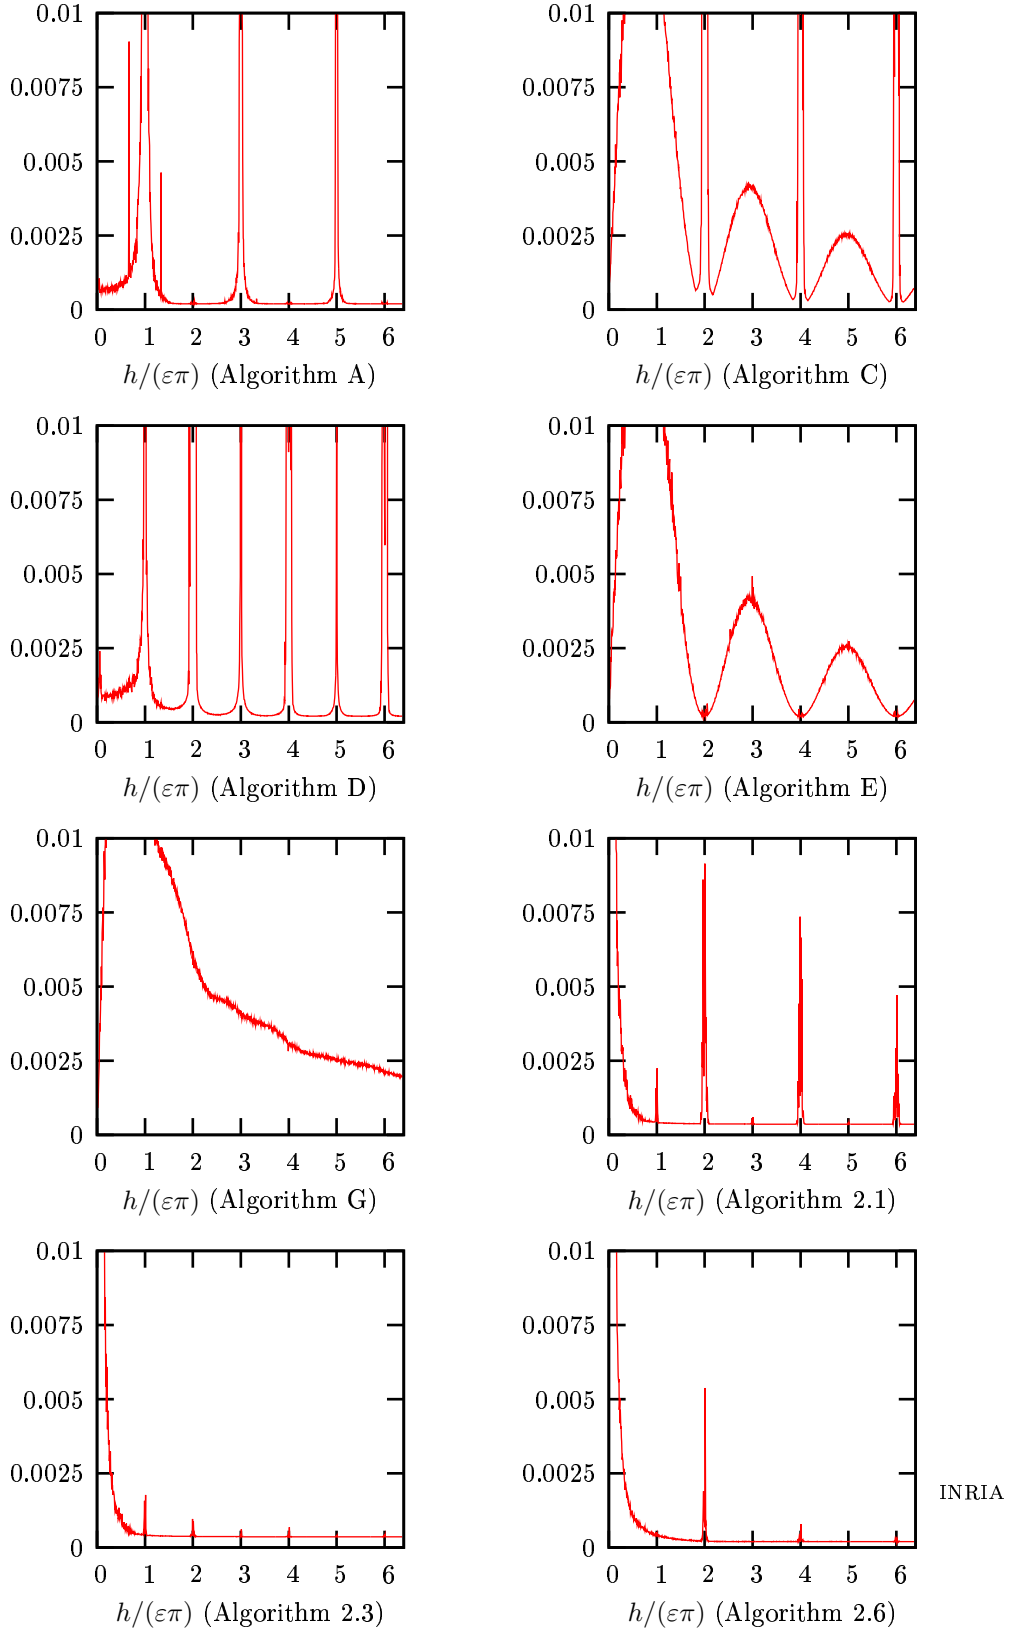 0.01
0.0075
0.005
0.0025
0
0 1 2 3 4 5 6
h/(επ) (Algorithm A)
0.01
0.0075
0.005
0.0025
0
0 1 2 3 4 5 6
h/(επ) (Algorithm C)
0.01
0.0075
0.005
0.0025
0
0 1 2 3 4 5 6
h/(επ) (Algorithm D)
0.01
0.0075
0.005
0.0025
0
0 1 2 3 4 5 6
h/(επ) (Algorithm E)
0.01
0.0075
0.005
0.0025
0
0 1 2 3 4 5 6
h/(επ) (Algorithm G)
0.01
0.0075
0.005
0.0025
0
0 1 2 3 4 5 6
h/(επ) (Algorithm 2.1)
0.01
0.0075
0.005
0.0025
0
0 1 2 3 4 5 6
h/(επ) (Algorithm 2.3)
0.01
0.0075
0.005
0.0025
0
0 1 2 3 4 5 6
h/(επ) (Algorithm 2.6)
INRIA